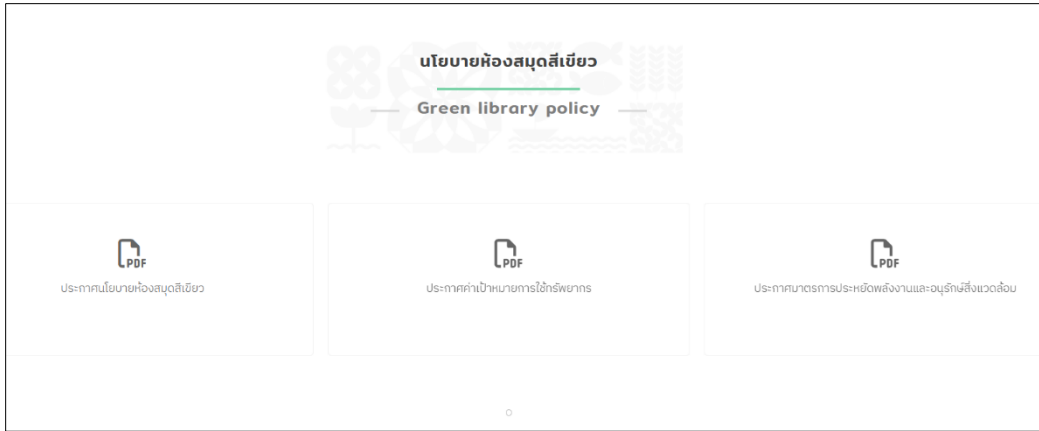 นโยบายห้องสมุดสีเขียว
Green library policy
PDF
ประกาศนโยบายห้องสมุดสีเขียว
PDF
ประกาศค่าเป้าหมายการใช้ทรัพยากร
PDF
ประกาศมาตรการประหยัดพลังงานและอนุรักษ์สิ่งแวดล้อม